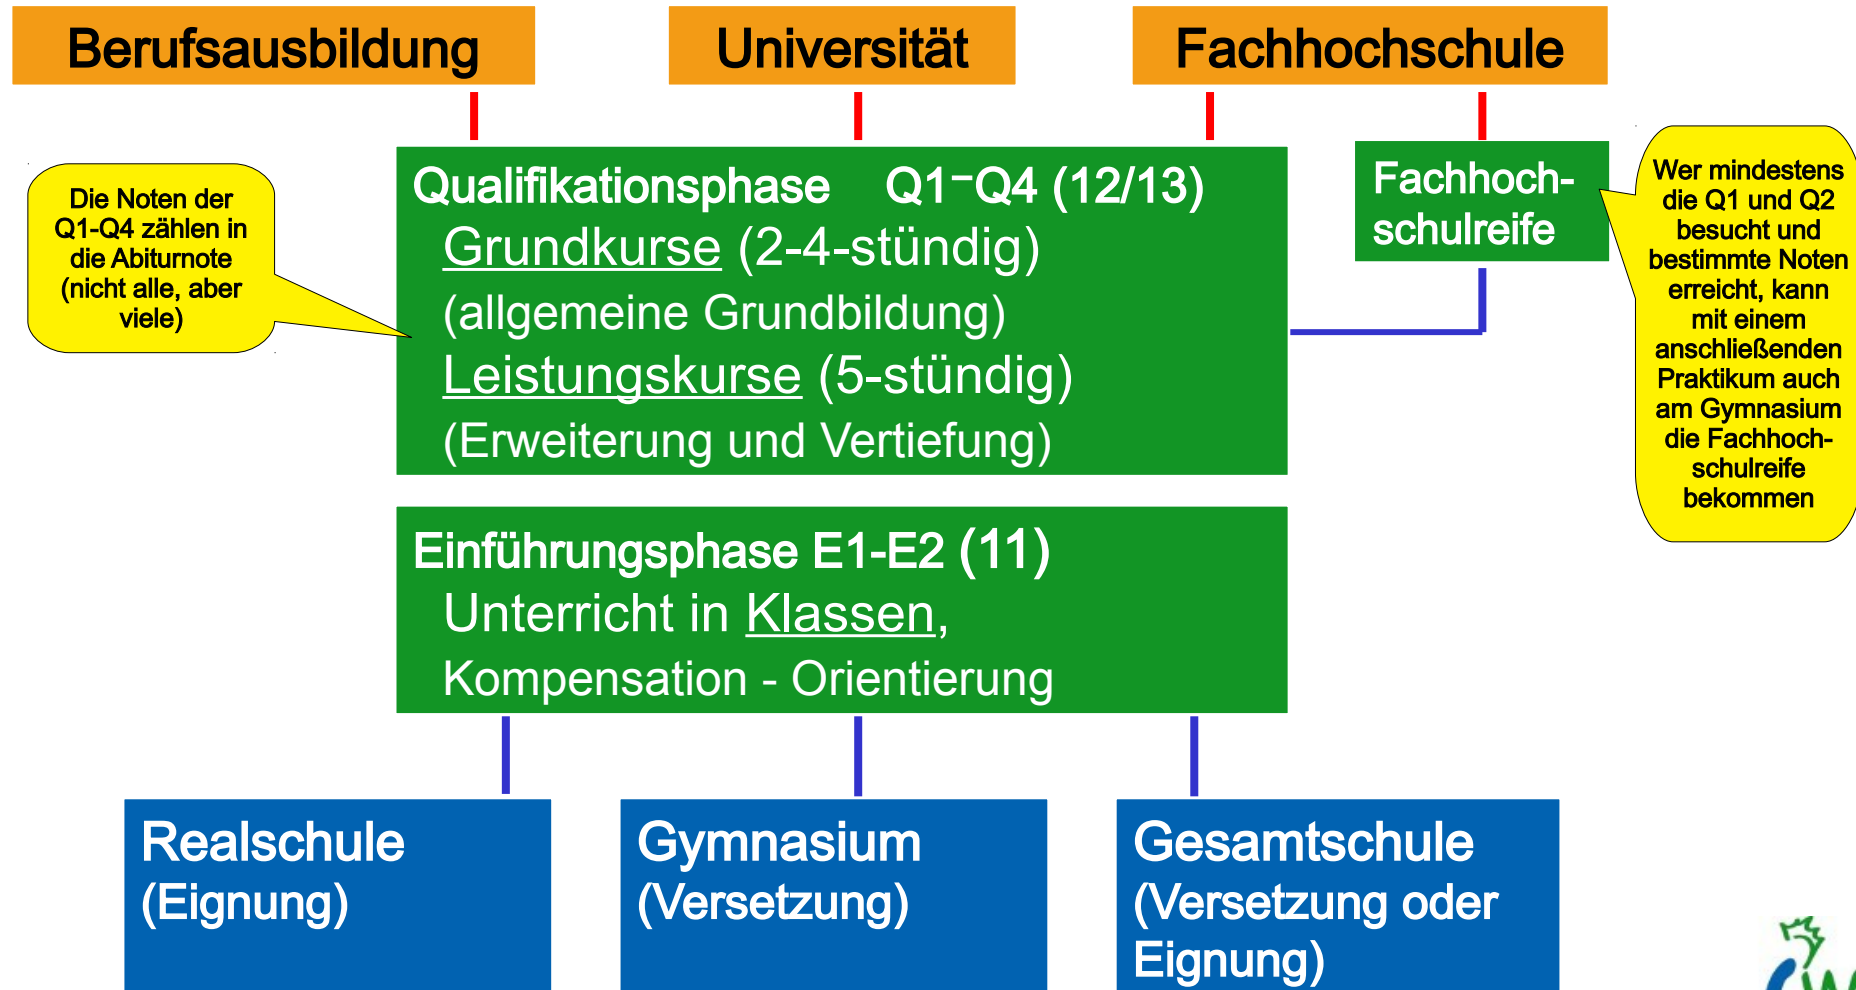 Berufsausbildung
Universität
Fachhochschule
Die Noten der
Q1-Q4 zählen in
die Abiturnote
(nicht alle, aber
viele)
Qualifikationsphase Q1–Q4 (12/13)
Grundkurse (2-4-stündig)
(allgemeine Grundbildung)
Leistungskurse (5-stündig)
(Erweiterung und Vertiefung)
Fachhoch-
schulreife
Wer mindestens
die Q1 und Q2
besucht und
bestimmte Noten
erreicht, kann
mit einem
anschließenden
Praktikum auch
am Gymnasium
die Fachhoch-
schulreife
bekommen
Einführungsphase E1-E2 (11)
Unterricht in Klassen,
Kompensation - Orientierung
Realschule
(Eignung)
Gymnasium
(Versetzung)
Gesamtschule
(Versetzung oder
Eignung)